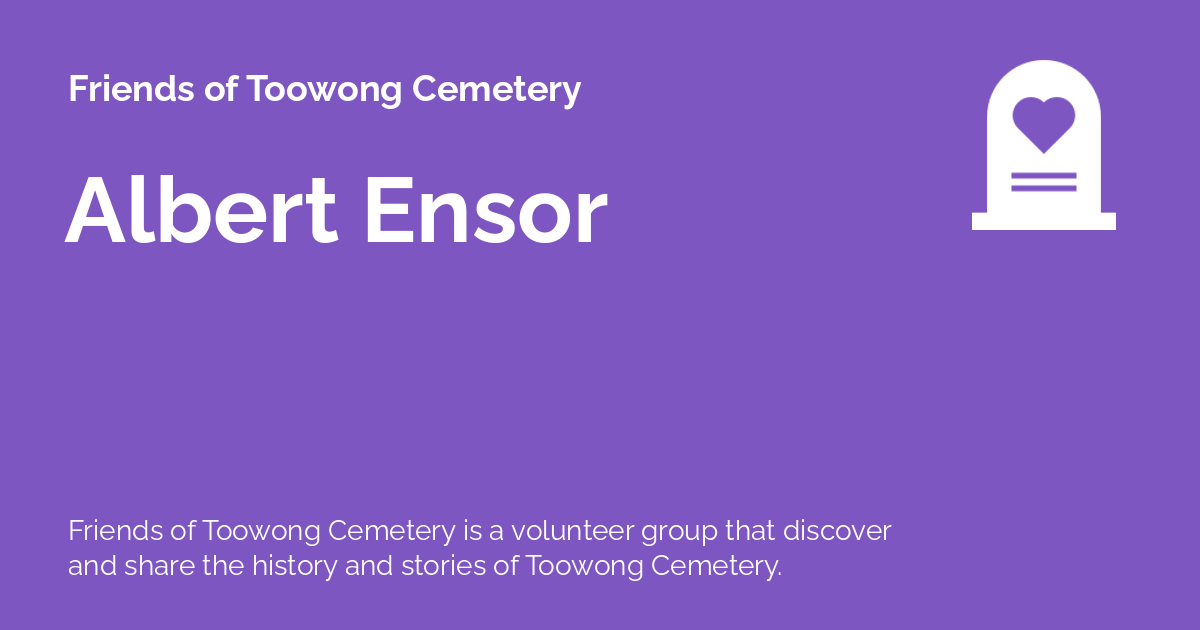 Friends of Toowong Cemetery
Albert Ensor
Friends of Toowong Cemetery is a volunteer group that discover
and share the history and stories of Toowong Cemetery.